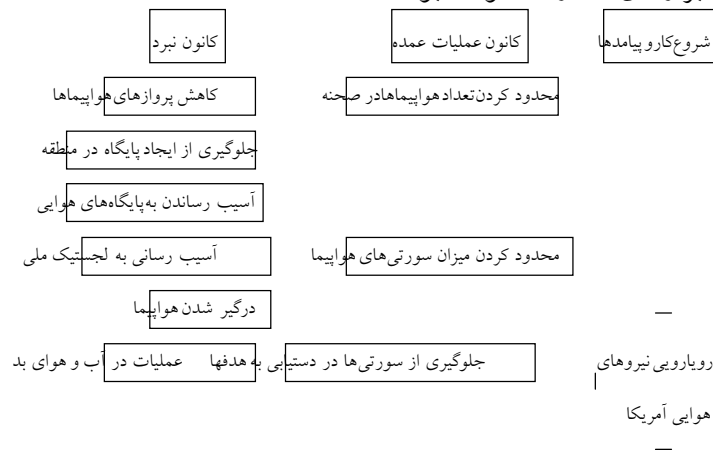 شروع‌کار و پیامدها کانون عملیات عمده کانون نبرد
محدود کردن تعداد هواپیماها در صحنه کاهش پروازهای هواپیماها
جلوگیری از ایجاد پایگاه در منطقه
آسیب رساندن به پایگاه‌های هوایی
محدود کردن میزان سورتی‌های هواپیما آسیب رسانی به لجستیک ملی
درگیر شدن هواپیما
رویارویی نیروهای جلوگیری از سورتی‌ها در دستیابی به هدفها عملیات در آب و هوای بد
هوایی آمریکا